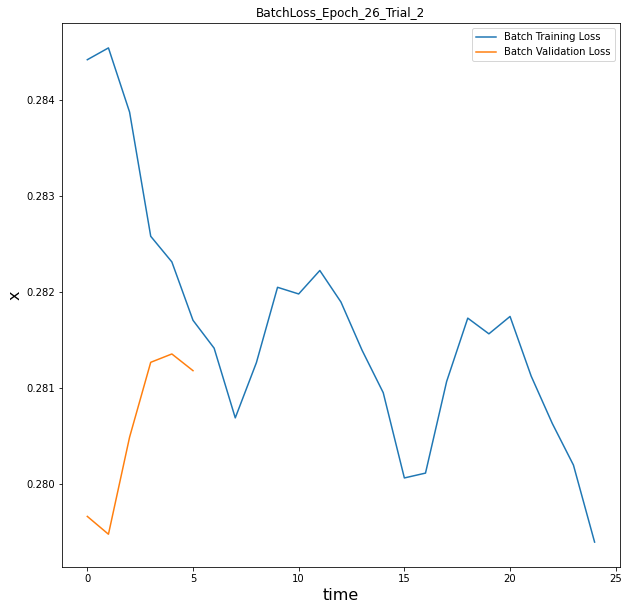 BatchLoss_Epoch_26_Trial_2
Batch Training Loss
Batch Validation Loss
0.284
0.283
0.282
0.281
0.280
x
0
5
10
15
20
25
time